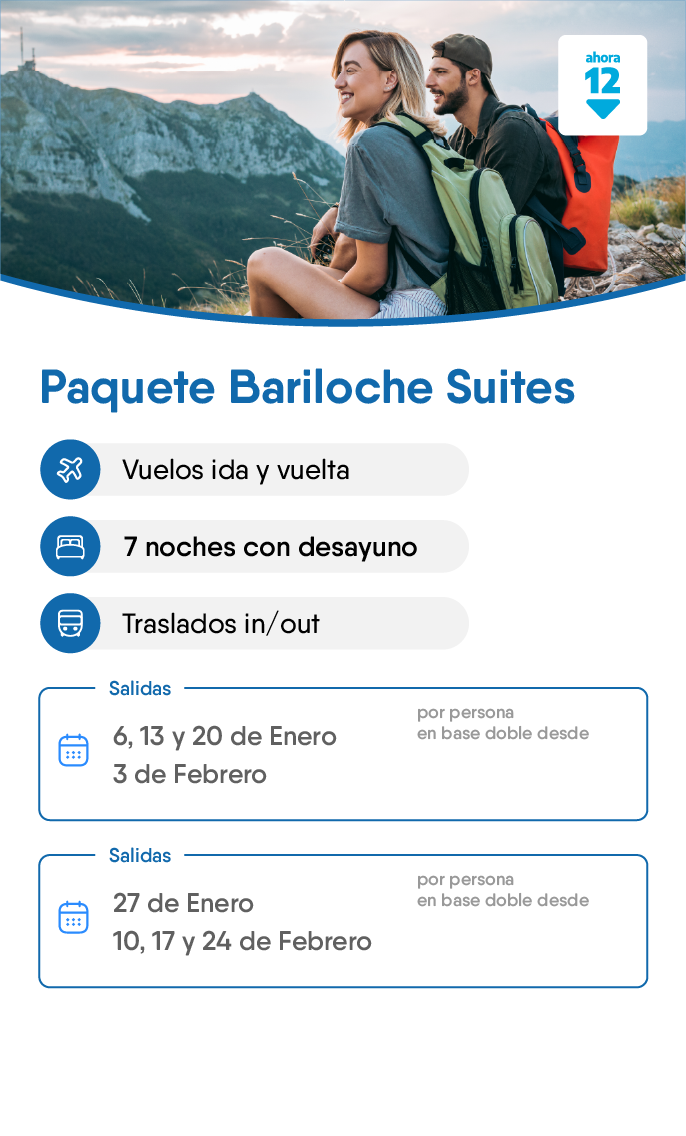 ahora
12
Paquete Bariloche Suites
Vuelos ida y vuelta
7 noches con desayuno
Traslados in/out
Salidas
por persona
en base doble desde
6, 13 y 20 de Enero
3 de Febrero
Salidas
por persona
en base doble desde
27 de Enero
10, 17 y 24 de Febrero